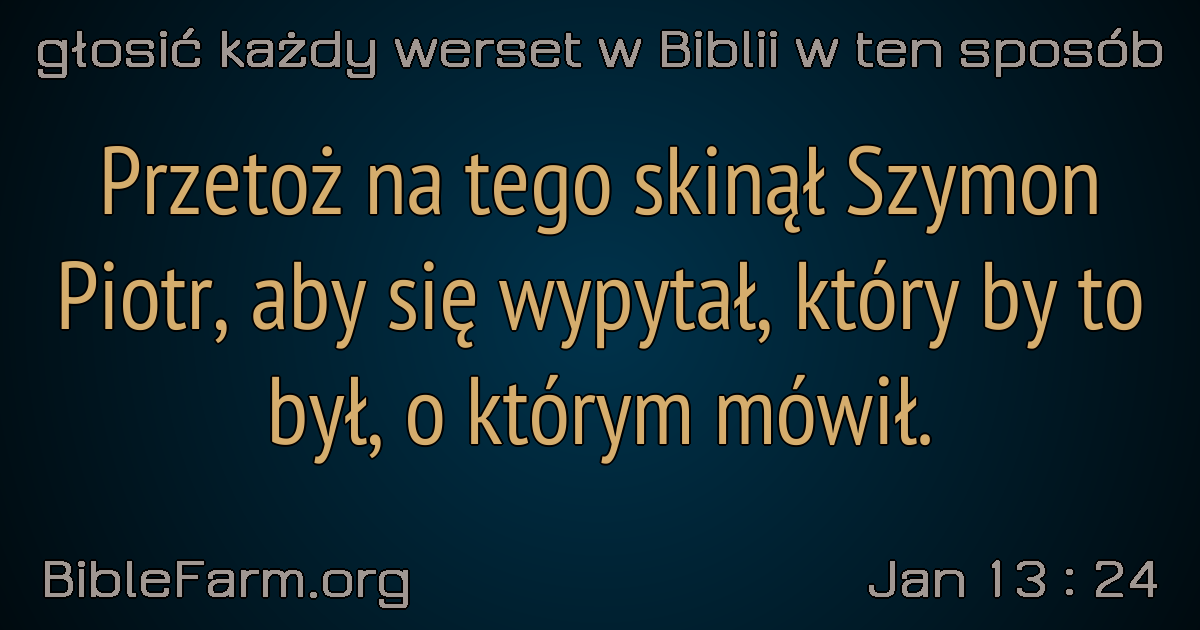 głosić każdy werset w Biblii w ten sposób
Przetoż na tego skinął Szymon
Piotr, aby się wypytał, który by to
był, o którym mówił.
BibleFarm.org
Jan 13 : 24